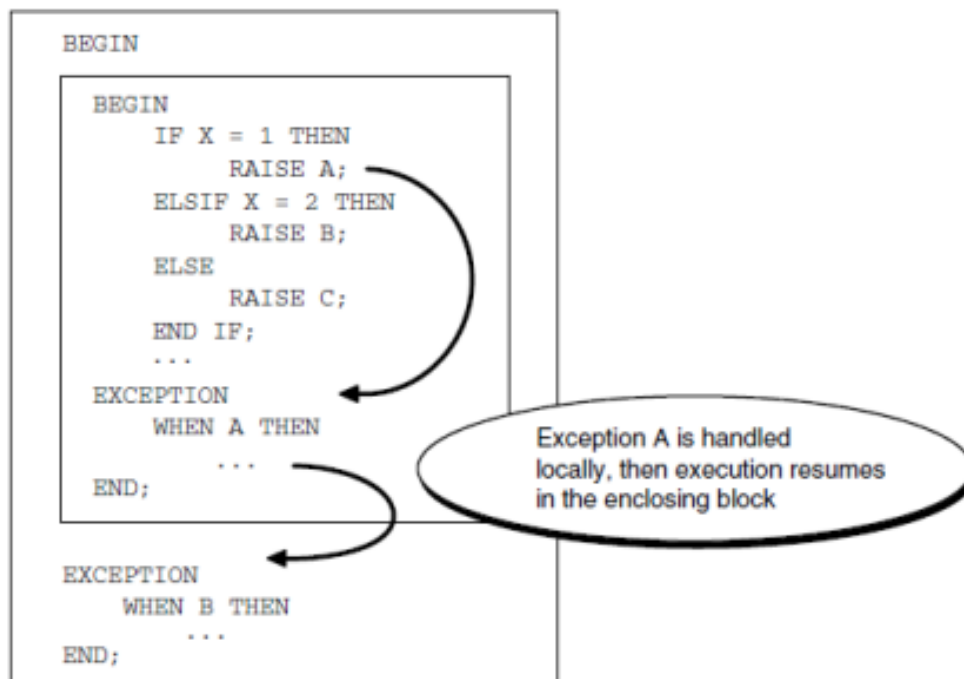 BEGIN
BEGIN
IF X = 1 THEN
RAISE A;
ELSIF X = 2 THEN
RAISE B;
ELSE
RAISE C;
END IF;
...
EXCEPTION
WHEN A THEN
...
END;
Exception A is handled
locally, then execution resumes
in the enclosing block
EXCEPTION
WHEN B THEN
...
END;